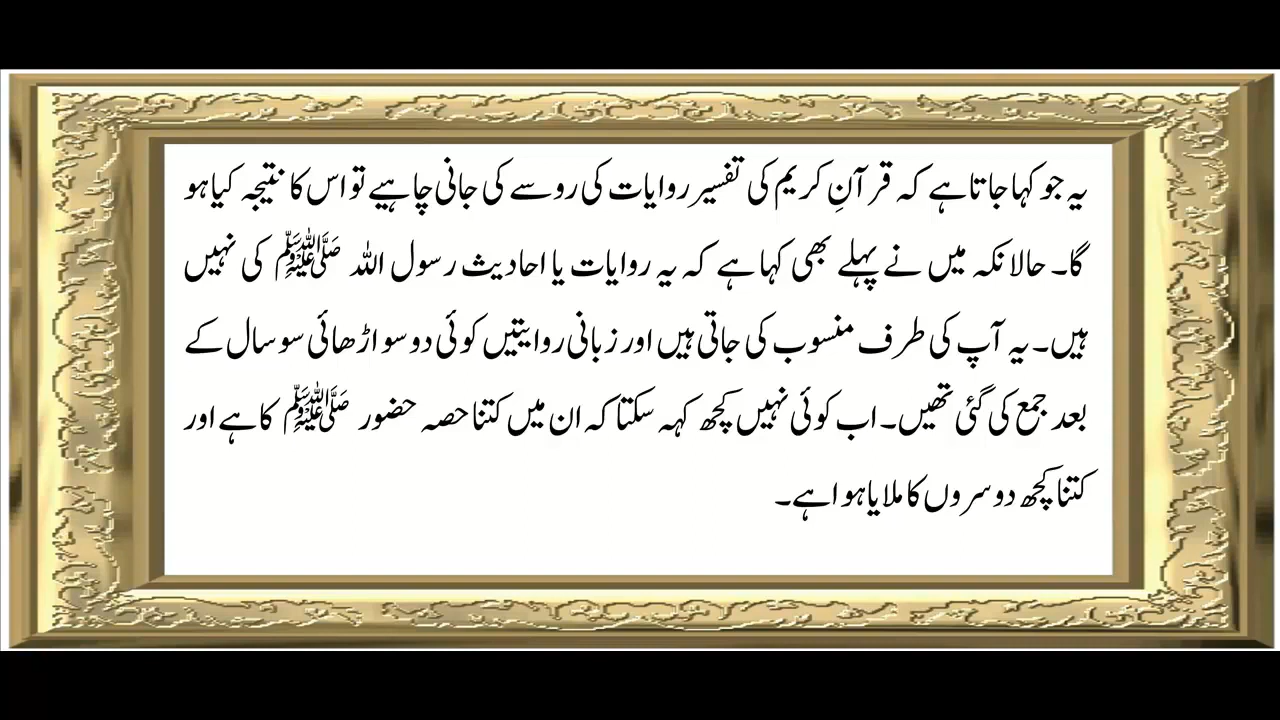 یہ جو کہا جاتا ہے کہ قرآنِ کریم کی تفسیر روایات کی رو سے کی جانی چاہیے تو اس کا نتیجہ کیا ہو
گا۔ حالانکہ میں نے پہلے بھی کہا ہے کہ یہ روایات یا احادیث رسول اللہ ﷺ کی نہیں
ہیں۔ یہ آپ کی طرف منسوب کی جاتی ہیں اور زبانی روایتیں کوئی دو سو اڑھائی سو سال کے
بعد جمع کی گئی تھیں۔ اب کوئی نہیں کچھ کہہ سکتا کہ ان میں کتنا حصہ حضور ﷺ کا ہے اور
کتنا کچھ دوسروں کا ملایا ہوا ہے۔